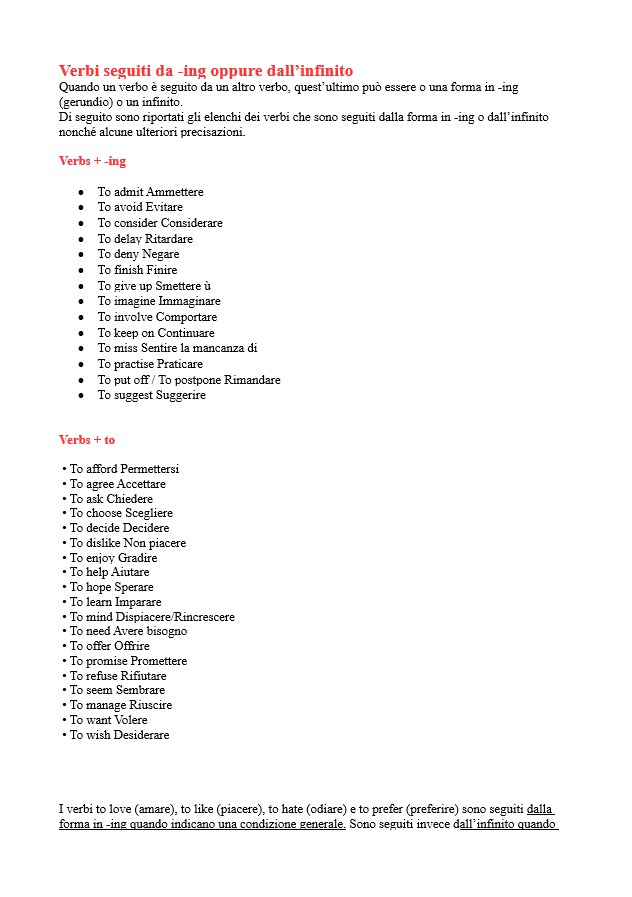 Verbi seguiti da -ing oppure dall'infinito
Quando un verbo è seguito da un altro verbo, quest'ultimo può essere o una forma in -ing
(gerundio) o un infinito.
Di seguito sono riportati gli elenchi dei verbi che sono seguiti dalla forma in -ing o dall'infinito
nonché alcune ulteriori precisazioni.
Verbs + -ing
• To admit Ammettere
• To avoid Evitare
• To consider Considerare
• To delay Ritardare
• To deny Negare
• To finish Finire
• To give up Smettere ù
• To imagine Immaginare
• To involve Comportare
• To keep on Continuare
• To miss Sentire la mancanza di
• To practise Praticare
• To put off / To postpone Rimandare
• To suggest Suggerire
Verbs + to
• To afford Permettersi
• To agree Accettare
• To ask Chiedere
• To choose Scegliere
• To decide Decidere
• To dislike Non piacere
• To enjoy Gradire
• To help Aiutare
• To hope Sperare
• To learn Imparare
• To mind Dispiacere/Rincrescere
• To need Avere bisogno
• To offer Offrire
• To promise Promettere
• To refuse Rifiutare
• To seem Sembrare
• To manage Riuscire
• To want Volere
• To wish Desiderare
I verbi to love (amare), to like (piacere), to hate (odiare) e to prefer (preferire) sono seguiti dalla
forma in -ing quando indicano una condizione generale. Sono seguiti invece dall'infinito quando